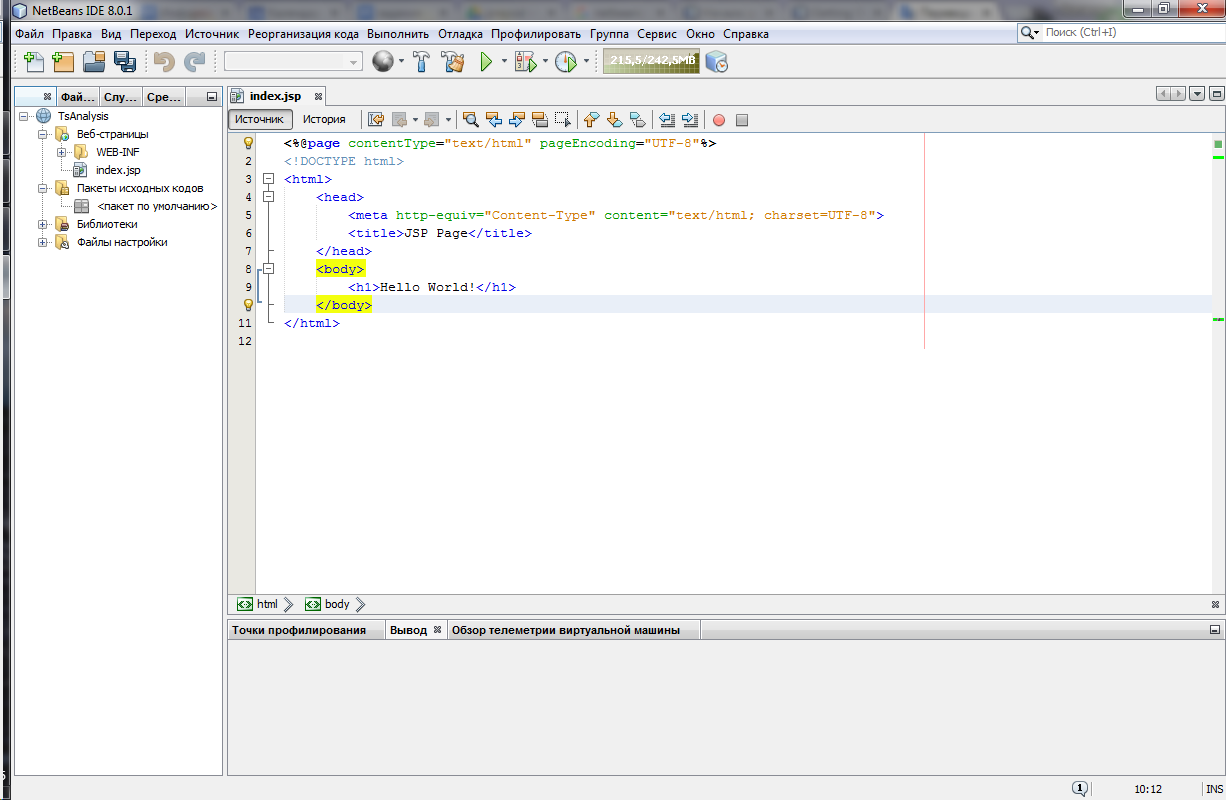 NetBeans IDE 8.0.1
Файл Правка Вид Переход Источник Реорганизация кода Выполнить Отладка Профилировать Группа Сервис Окно Справка
Поиск (Ctrl+I)
215,5/242,5MB
Фай... Слу... Сре...
TsAnalysis
Веб-страницы
WEB-INF
index.jsp
Пакеты исходных кодов
<пакет по умолчанию>
Библиотеки
Файлы настройки
index.jsp
Источник История
<%@page contentType="text/html" pageEncoding="UTF-8"%>
2 <!DOCTYPE html>
3 <html>
4 <head>
5 <meta http-equiv="Content-Type" content="text/html; charset=UTF-8">
6 <title>JSP Page</title>
7 </head>
8 <body>
9 <h1>Hello World!</h1>
</body>
11 </html>
12
html body
Точки профилирования Вывод Обзор телеметрии виртуальной машины
1 10:12 INS